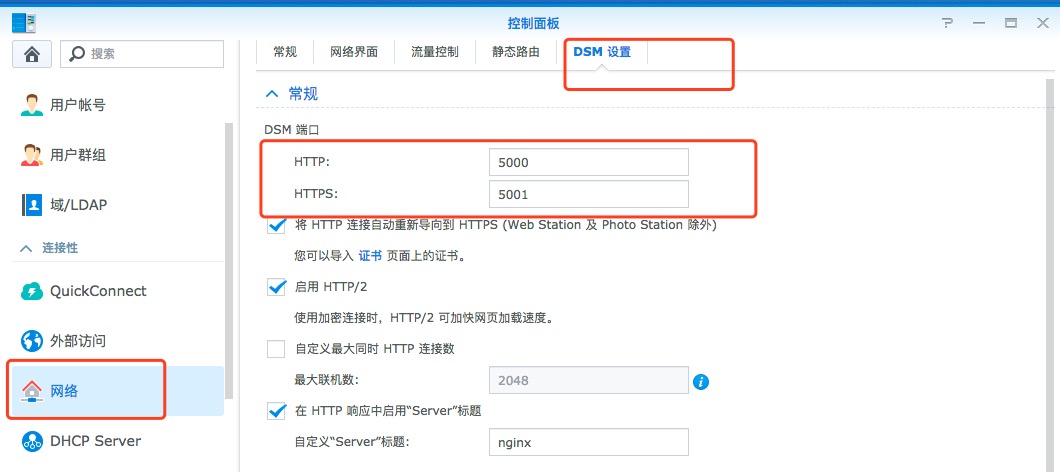 控制面板
搜索
用户帐号
用户群组
域/LDAP
连接性
QuickConnect
外部访问
网络
DHCP Server
常规 网络界面 流量控制 静态路由 DSM 设置
常规
DSM 端口
HTTP: 5000
HTTPS: 5001
将 HTTP 连接自动重新导向到 HTTPS (Web Station 及 Photo Station 除外)
您可以导入 证书 页面上的证书。
启用 HTTP/2
使用加密连接时，HTTP/2 可加快网页加载速度。
自定义最大同时 HTTP 连接数
最大联机数: 2048
在 HTTP 响应中启用“Server”标题
自定义“Server”标题: nginx